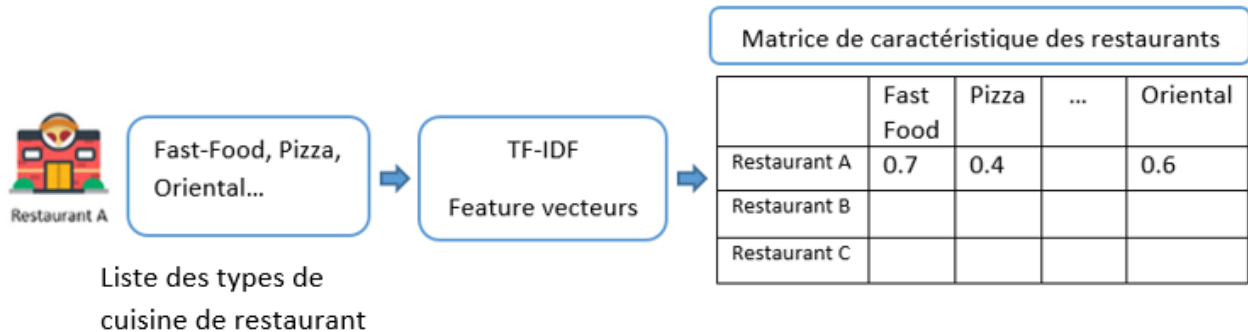 Matrice de caractéristique des restaurants
Restaurant A
Fast-Food, Pizza,
Oriental...
Liste des types de
cuisine de restaurant
TF-IDF
Feature vecteurs
Fast
Food
Pizza
...
Oriental
Restaurant A
0.7
0.4
0.6
Restaurant B
Restaurant C